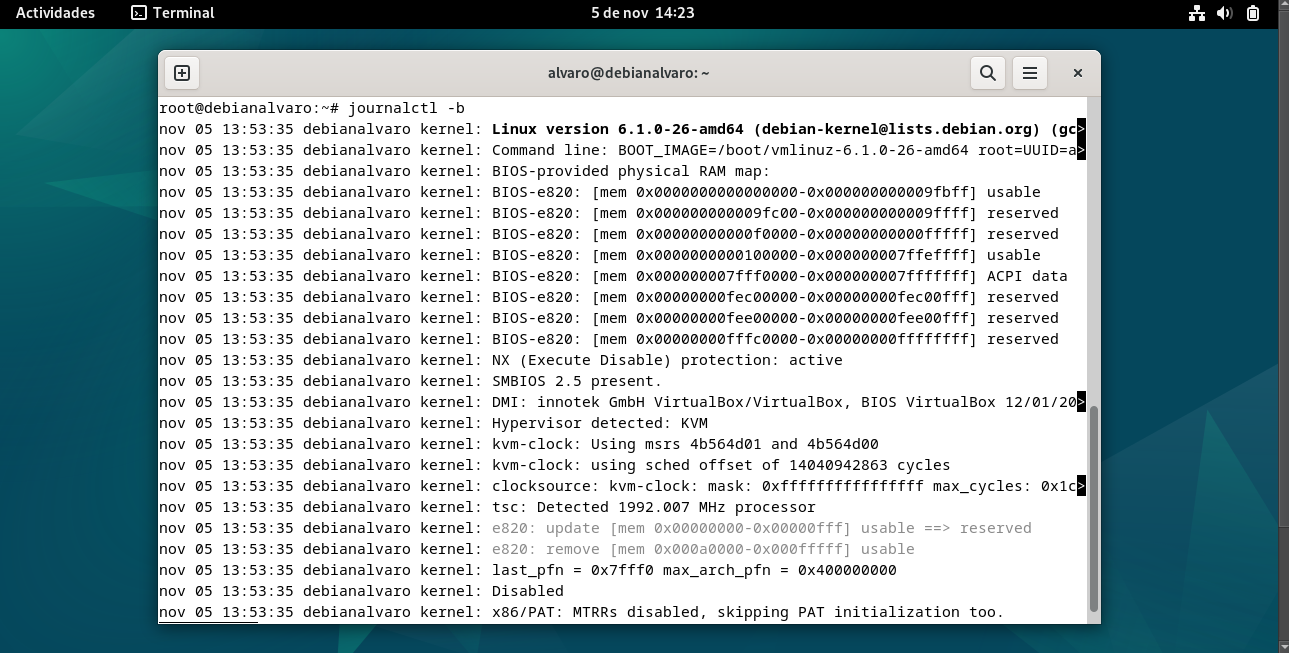 Actividades
Terminal
5 de nov 14:23
alvaro@debianalvaro: ~
root@debianalvaro:~# journalctl -b
nov 05 13:53:35 debianalvaro kernel: Linux version 6.1.0-26-amd64 (debian-kernel@lists.debian.org) (gc>
nov 05 13:53:35 debianalvaro kernel: Command line: BOOT_IMAGE=/boot/vmlinuz-6.1.0-26-amd64 root=UUID=a>
nov 05 13:53:35 debianalvaro kernel: BIOS-provided physical RAM map:
nov 05 13:53:35 debianalvaro kernel: BIOS-e820: [mem 0x0000000000000000-0x000000000009fbff] usable
nov 05 13:53:35 debianalvaro kernel: BIOS-e820: [mem 0x000000000009fc00-0x000000000009ffff] reserved
nov 05 13:53:35 debianalvaro kernel: BIOS-e820: [mem 0x00000000000f0000-0x00000000000fffff] reserved
nov 05 13:53:35 debianalvaro kernel: BIOS-e820: [mem 0x0000000000100000-0x000000007ffeffff] usable
nov 05 13:53:35 debianalvaro kernel: BIOS-e820: [mem 0x000000007fff0000-0x000000007fffffff] ACPI data
nov 05 13:53:35 debianalvaro kernel: BIOS-e820: [mem 0x00000000fec00000-0x00000000fec00fff] reserved
nov 05 13:53:35 debianalvaro kernel: BIOS-e820: [mem 0x00000000fee00000-0x00000000fee00fff] reserved
nov 05 13:53:35 debianalvaro kernel: BIOS-e820: [mem 0x00000000fffc0000-0x00000000ffffffff] reserved
nov 05 13:53:35 debianalvaro kernel: NX (Execute Disable) protection: active
nov 05 13:53:35 debianalvaro kernel: SMBIOS 2.5 present.
nov 05 13:53:35 debianalvaro kernel: DMI: innotek GmbH VirtualBox/VirtualBox, BIOS VirtualBox 12/01/20>
nov 05 13:53:35 debianalvaro kernel: Hypervisor detected: KVM
nov 05 13:53:35 debianalvaro kernel: kvm-clock: Using msrs 4b564d01 and 4b564d00
nov 05 13:53:35 debianalvaro kernel: kvm-clock: using sched offset of 14040942863 cycles
nov 05 13:53:35 debianalvaro kernel: clocksource: kvm-clock: mask: 0xffffffffffffffff max_cycles: 0x1c>
nov 05 13:53:35 debianalvaro kernel: tsc: Detected 1992.007 MHz processor
nov 05 13:53:35 debianalvaro kernel: e820: update [mem 0x00000000-0x00000fff] usable ==> reserved
nov 05 13:53:35 debianalvaro kernel: e820: remove [mem 0x000a0000-0x000fffff] usable
nov 05 13:53:35 debianalvaro kernel: last_pfn = 0x7fff0 max_arch_pfn = 0x400000000
nov 05 13:53:35 debianalvaro kernel: Disabled
nov 05 13:53:35 debianalvaro kernel: x86/PAT: MTRRs disabled, skipping PAT initialization too.